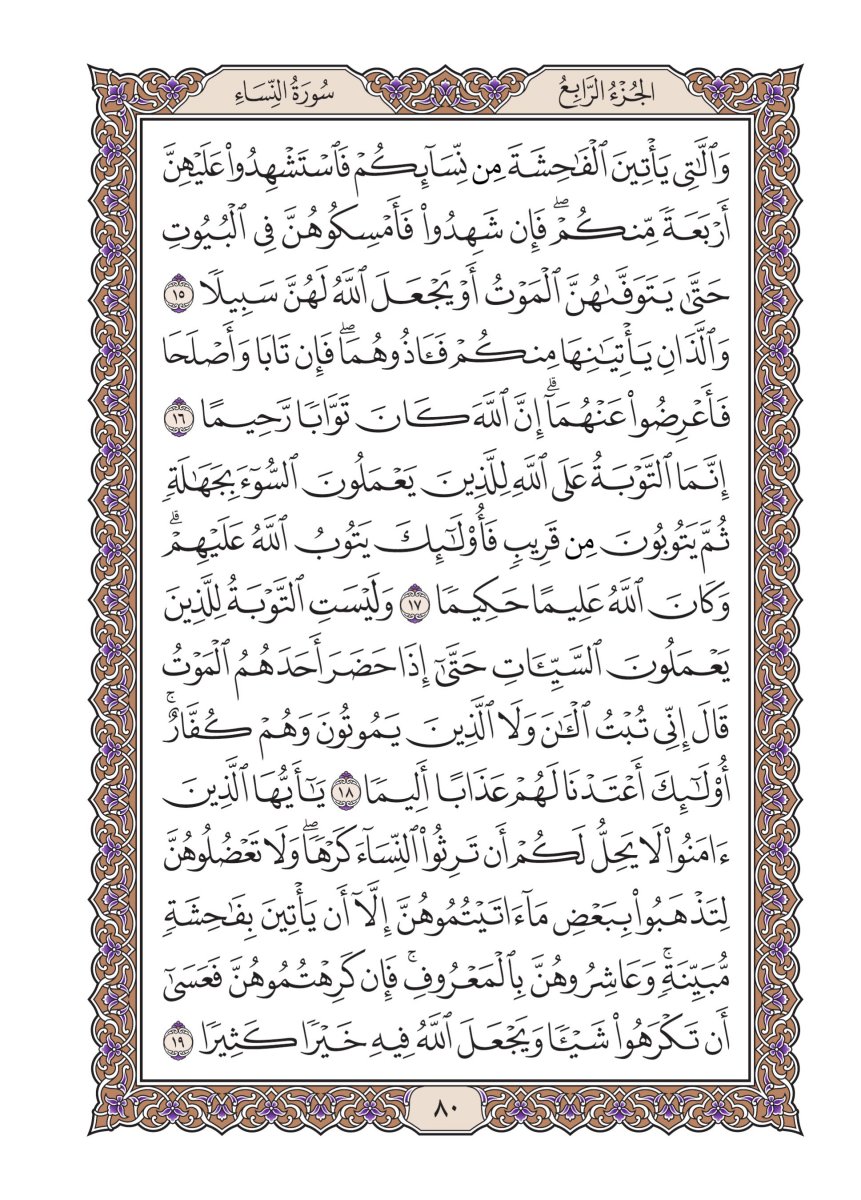 الجُزْءُ الرَّابِعُ
سُورَةُ النِّسَاءِ
وَٱلَّٰتِي يَأۡتِينَ ٱلۡفَٰحِشَةَ مِن نِّسَآئِكُمۡ فَٱسۡتَشۡهِدُواْ عَلَيۡهِنَّ
أَرۡبَعَةٗ مِّنكُمۡۖ فَإِن شَهِدُواْ فَأَمۡسِكُوهُنَّ فِي ٱلۡبُيُوتِ
حَتَّىٰ يَتَوَفَّىٰهُنَّ ٱلۡمَوۡتُ أَوۡ يَجۡعَلَ ٱللَّهُ لَهُنَّ سَبِيلٗا ١٥
وَٱلَّذَانِ يَأۡتِيَٰنِهَا مِنكُمۡ فَـَٔاذُوهُمَاۖ فَإِن تَابَا وَأَصۡلَحَا
فَأَعۡرِضُواْ عَنۡهُمَآۗ إِنَّ ٱللَّهَ كَانَ تَوَّابٗا رَّحِيمًا ١٦
إِنَّمَا ٱلتَّوۡبَةُ عَلَى ٱللَّهِ لِلَّذِينَ يَعۡمَلُونَ ٱلسُّوٓءَ بِجَهَٰلَةٖ
ثُمَّ يَتُوبُونَ مِن قَرِيبٖ فَأُوْلَٰٓئِكَ يَتُوبُ ٱللَّهُ عَلَيۡهِمۡۗ
وَكَانَ ٱللَّهُ عَلِيمًا حَكِيمٗا ١٧ وَلَيۡسَتِ ٱلتَّوۡبَةُ لِلَّذِينَ
يَعۡمَلُونَ ٱلسَّيِّـَٔاتِ حَتَّىٰٓ إِذَا حَضَرَ أَحَدَهُمُ ٱلۡمَوۡتُ
قَالَ إِنِّي تُبۡتُ ٱلۡـَٰٔنَ وَلَا ٱلَّذِينَ يَمُوتُونَ وَهُمۡ كُفَّارٌۚ
أُوْلَٰٓئِكَ أَعۡتَدۡنَا لَهُمۡ عَذَابًا أَلِيمٗا ١٨ يَٰٓأَيُّهَا ٱلَّذِينَ
ءَامَنُواْ لَا يَحِلُّ لَكُمۡ أَن تَرِثُواْ ٱلنِّسَآءَ كَرۡهٗاۖ وَلَا تَعۡضُلُوهُنَّ
لِتَذۡهَبُواْ بِبَعۡضِ مَآ ءَاتَيۡتُمُوهُنَّ إِلَّآ أَن يَأۡتِينَ بِفَٰحِشَةٖ
مُّبَيِّنَةٖۚ وَعَاشِرُوهُنَّ بِٱلۡمَعۡرُوفِۚ فَإِن كَرِهۡتُمُوهُنَّ فَعَسَىٰٓ
أَن تَكۡرَهُواْ شَيۡـٔٗا وَيَجۡعَلَ ٱللَّهُ فِيهِ خَيۡرٗا كَثِيرٗا ١٩
٨٠